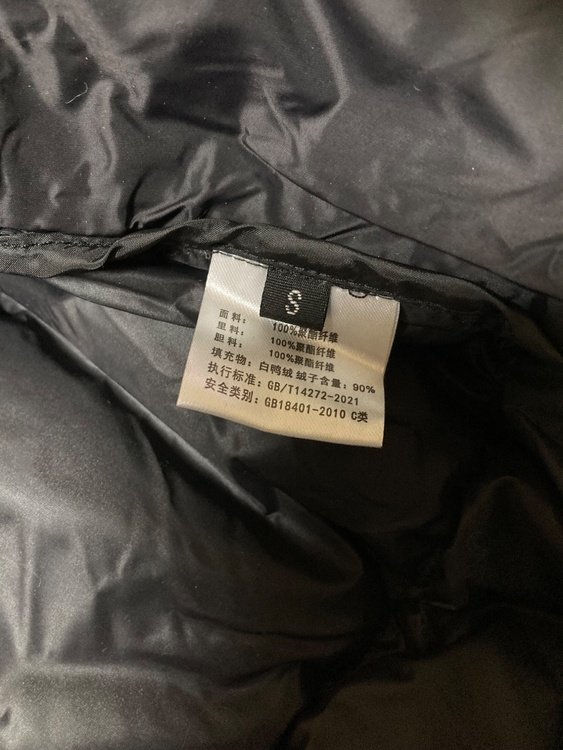 S
面料： 100%聚酯纤维
里料： 100%聚酯纤维
胆料： 100%聚酯纤维
填充物：白鸭绒 绒子含量：90%
执行标准：GB/T14272-2021
安全类别：GB18401-2010 C类